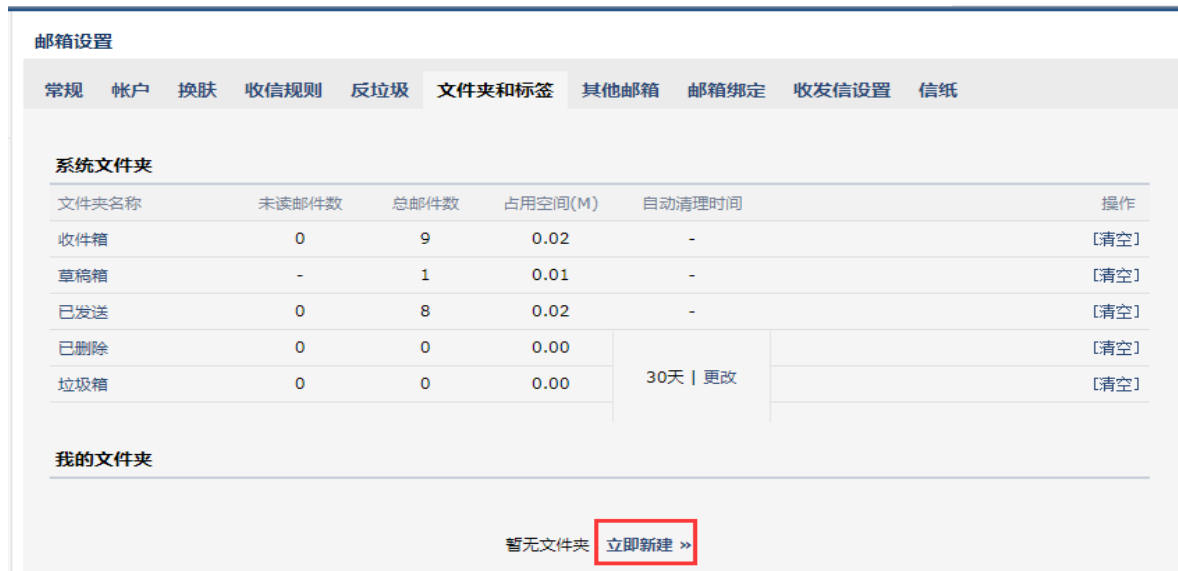 邮箱设置
常规 帐户 换肤 收信规则 反垃圾 文件夹和标签 其他邮箱 邮箱绑定 收发信设置 信纸
系统文件夹
文件夹名称 未读邮件数 总邮件数 占用空间(M) 自动清理时间 操作
收件箱 0 9 0.02 - [清空]
草稿箱 - 1 0.01 - [清空]
已发送 0 8 0.02 - [清空]
已删除 0 0 0.00 [清空]
30天 | 更改
垃圾箱 0 0 0.00 [清空]
我的文件夹
暂无文件夹 立即新建 »